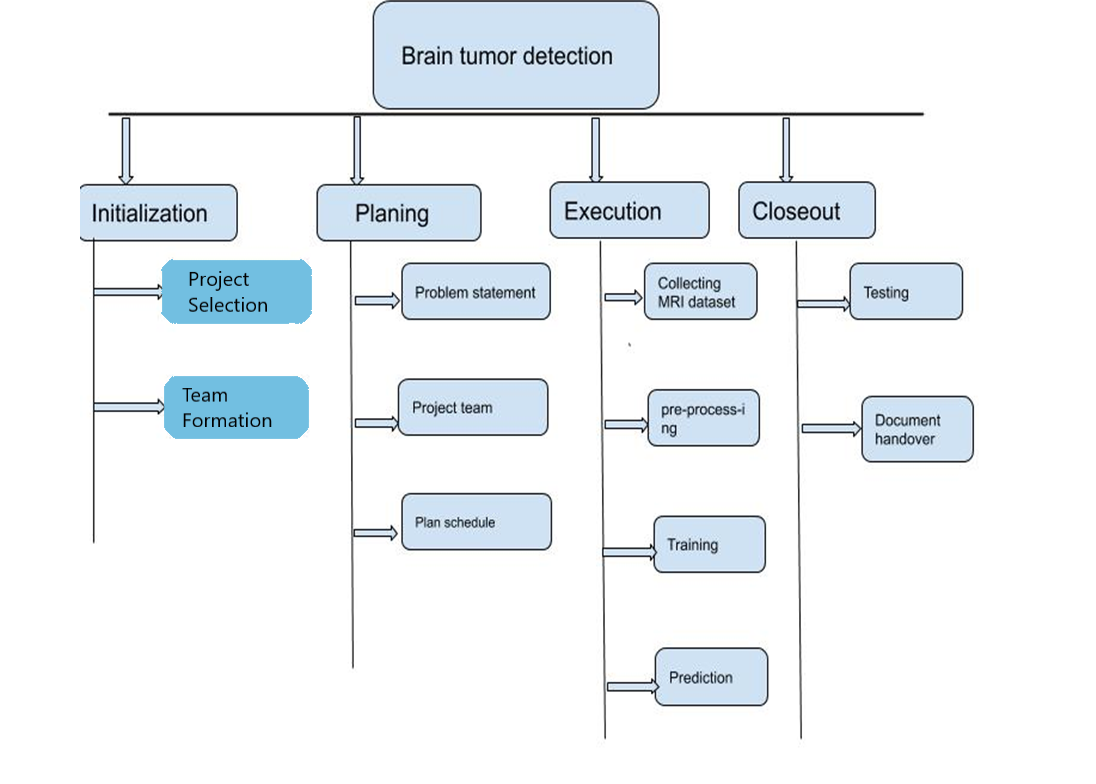 Brain tumor detection
Initialization
Planing
Execution
Closeout
Project
Selection
Team
Formation
Problem statement
Project team
Plan schedule
Collecting
MRI dataset
pre-process-i
ng
Training
Prediction
Testing
Document
handover